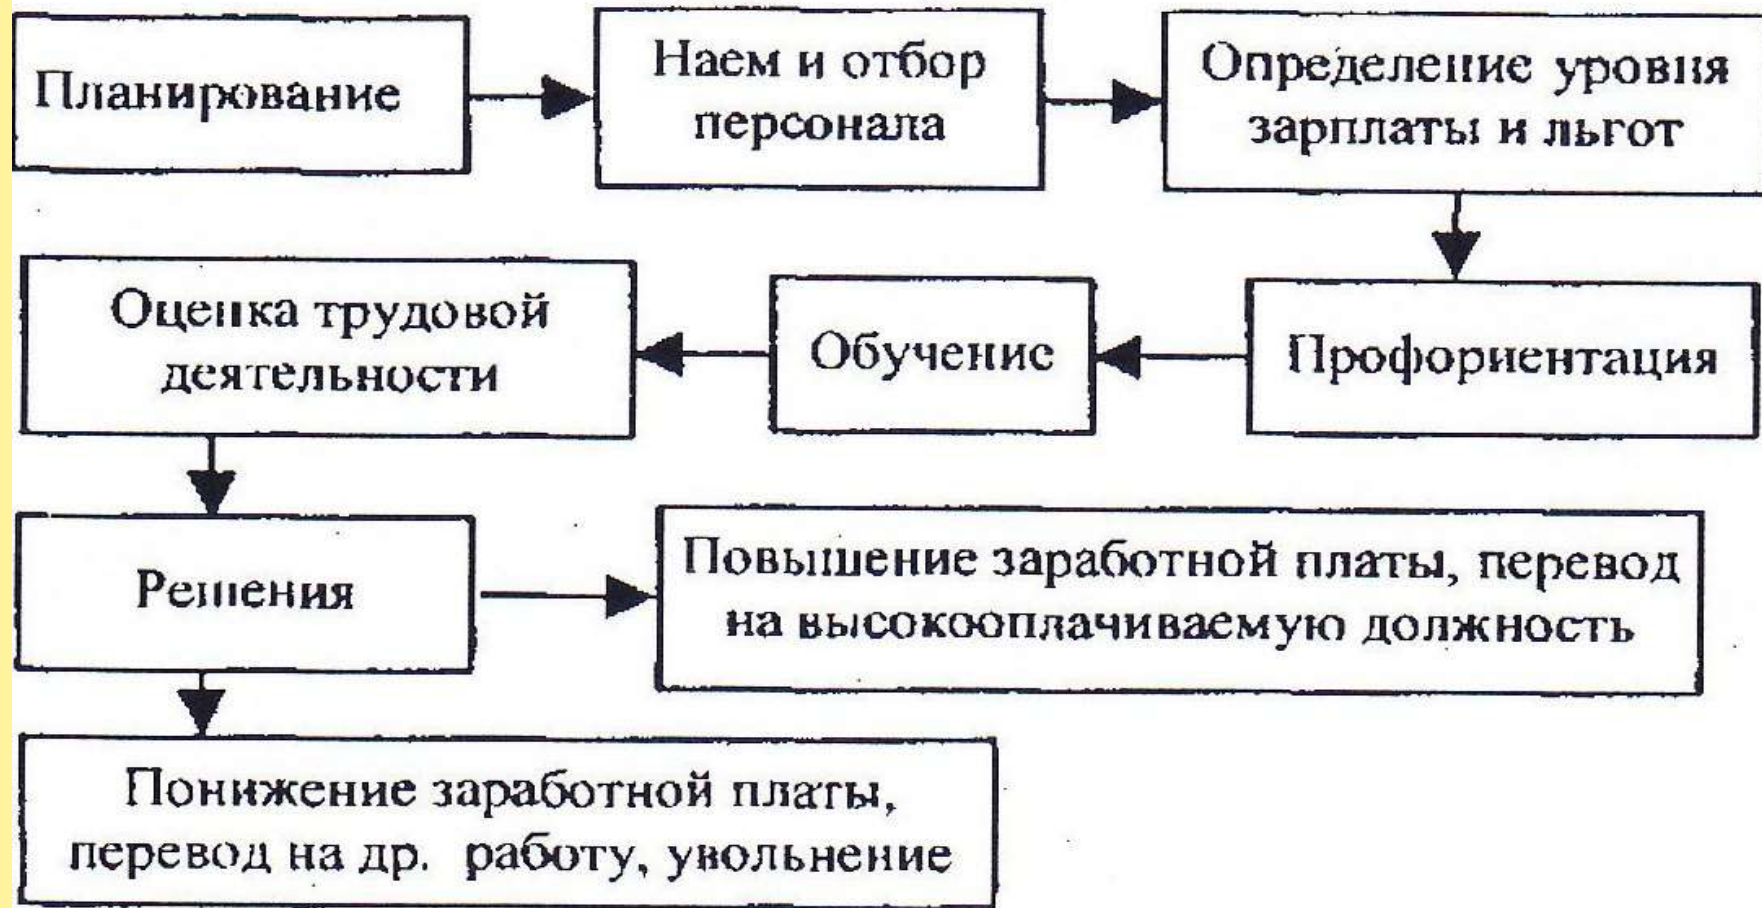 Планирование
Наем и отбор
персонала
Определение уровня
зарплаты и льгот
Профориентация
Обучение
Оценка трудовой
деятельности
Решения
Повышение заработной платы, перевод
на высокооплачиваемую должность
Понижение заработной платы,
перевод на др. работу, увольнение